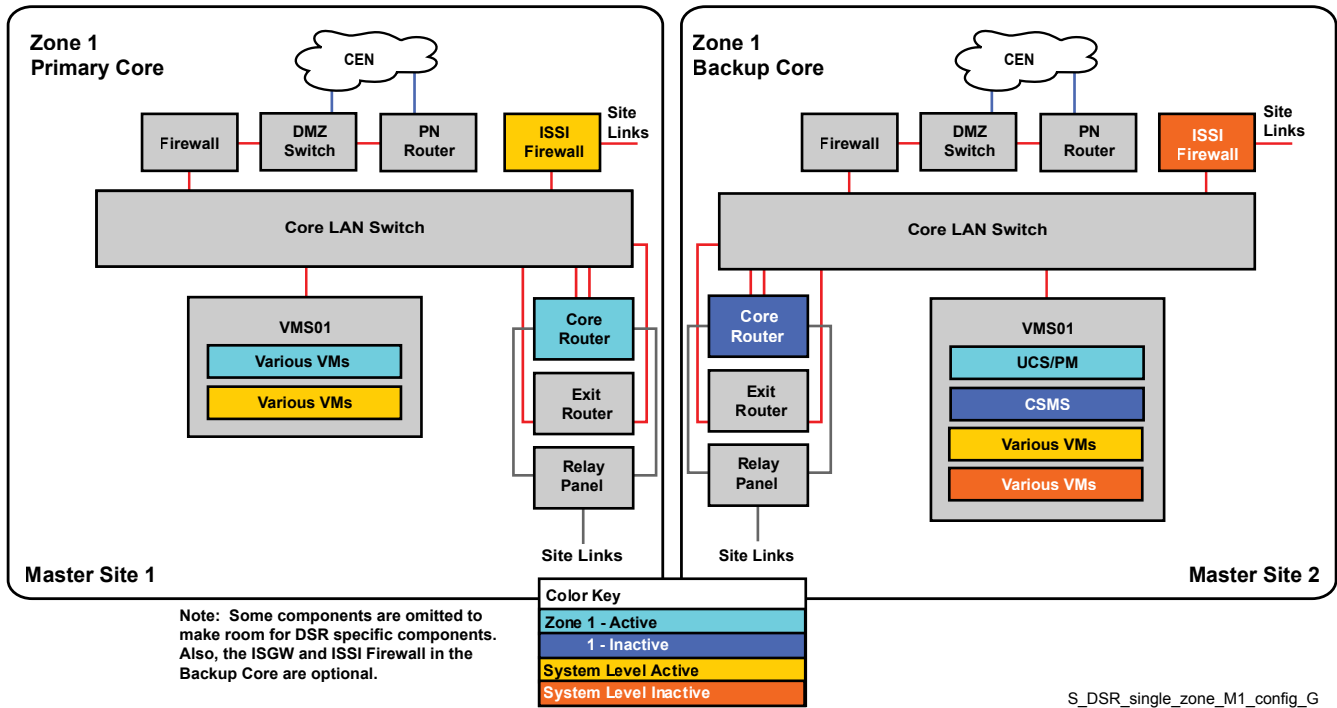 Zone 1
Primary Core
CEN
Firewall
DMZ
Switch
PN
Router
ISSI
Firewall
Site
Links
Core LAN Switch
VMS01
Various VMs
Various VMs
Core
Router
Exit
Router
Relay
Panel
Site Links
Master Site 1
Zone 1
Backup Core
CEN
Firewall
DMZ
Switch
PN
Router
ISSI
Firewall
Site
Links
Core LAN Switch
Core
Router
Exit
Router
Relay
Panel
Site Links
VMS01
UCS/PM
CSMS
Various VMs
Various VMs
Master Site 2
Note: Some components are omitted to
make room for DSR specific components.
Also, the ISGW and ISSI Firewall in the
Backup Core are optional.
Color Key
Zone 1 - Active
1 - Inactive
System Level Active
System Level Inactive
S_DSR_single_zone_M1_config_G